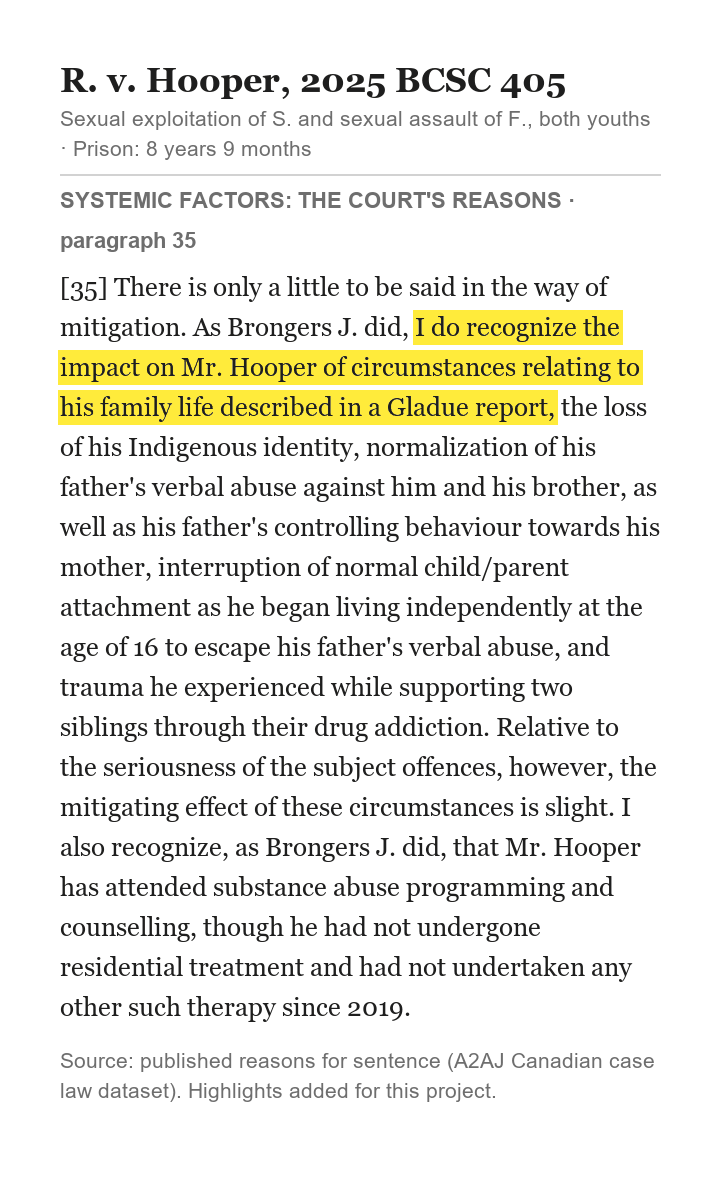 R. v. Hooper, 2025 BCSC 405
Sexual exploitation of S. and sexual assault of F., both youths
· Prison: 8 years 9 months
SYSTEMIC FACTORS: THE COURT'S REASONS ·
paragraph 35
[35] There is only a little to be said in the way of
mitigation. As Brongers J. did, I do recognize the
impact on Mr. Hooper of circumstances relating to
his family life described in a Gladue report, the loss
of his Indigenous identity, normalization of his
father's verbal abuse against him and his brother, as
well as his father's controlling behaviour towards his
mother, interruption of normal child/parent
attachment as he began living independently at the
age of 16 to escape his father's verbal abuse, and
trauma he experienced while supporting two
siblings through their drug addiction. Relative to
the seriousness of the subject offences, however, the
mitigating effect of these circumstances is slight. I
also recognize, as Brongers J. did, that Mr. Hooper
has attended substance abuse programming and
counselling, though he had not undergone
residential treatment and had not undertaken any
other such therapy since 2019.
Source: published reasons for sentence (A2AJ Canadian case
law dataset). Highlights added for this project.